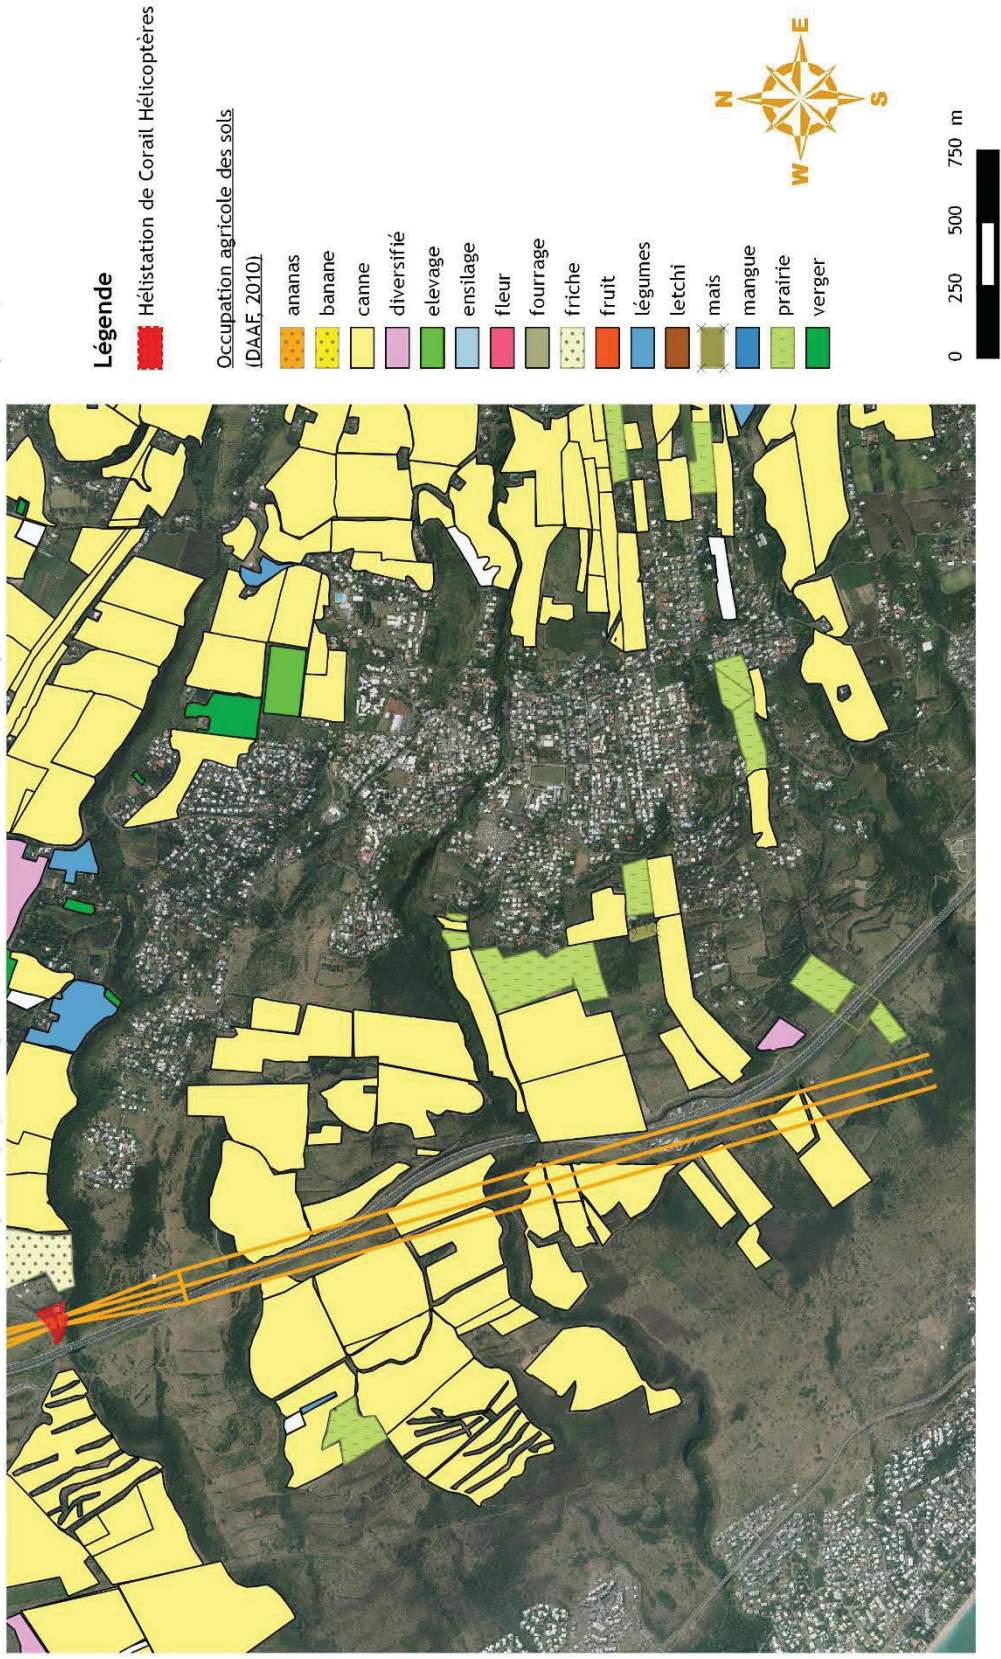 Légende
Hélistation de Corail Hélicoptères
Occupation agricole des sols
(DAAF, 2010)
ananas
banane
canne
diversifié
elevage
ensilage
fleur
fourrage
friche
fruit
légumes
letchi
mais
mangue
prairie
verger
N
W
E
S
0 250 500 750 m